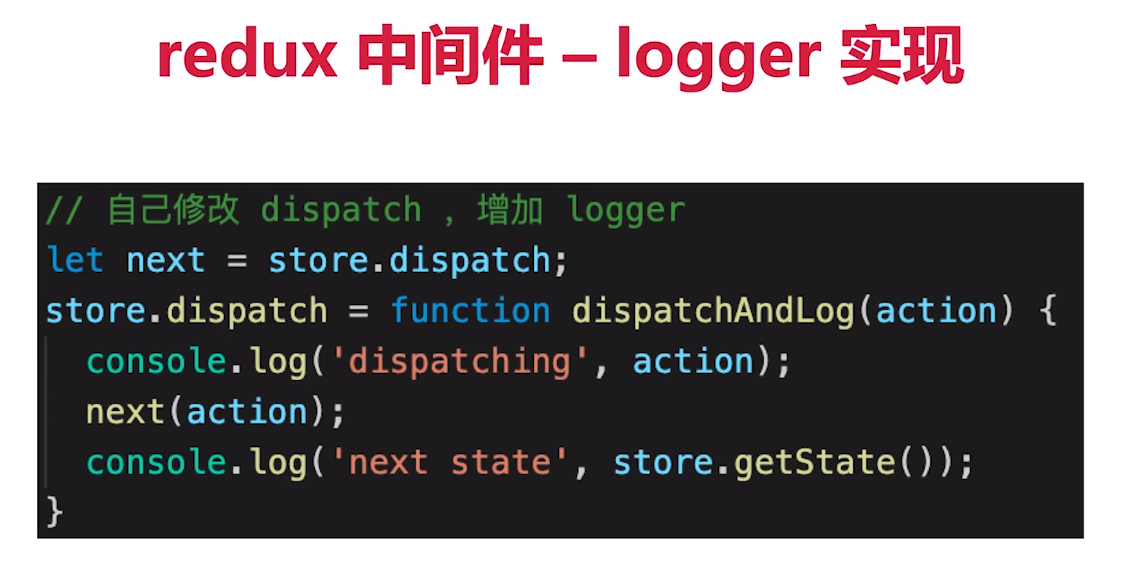 redux 中间件 – logger 实现
// 自己修改 dispatch ，增加 logger
let next = store.dispatch;
store.dispatch = function dispatchAndLog(action) {
  console.log('dispatching', action);
  next(action);
  console.log('next state', store.getState());
}